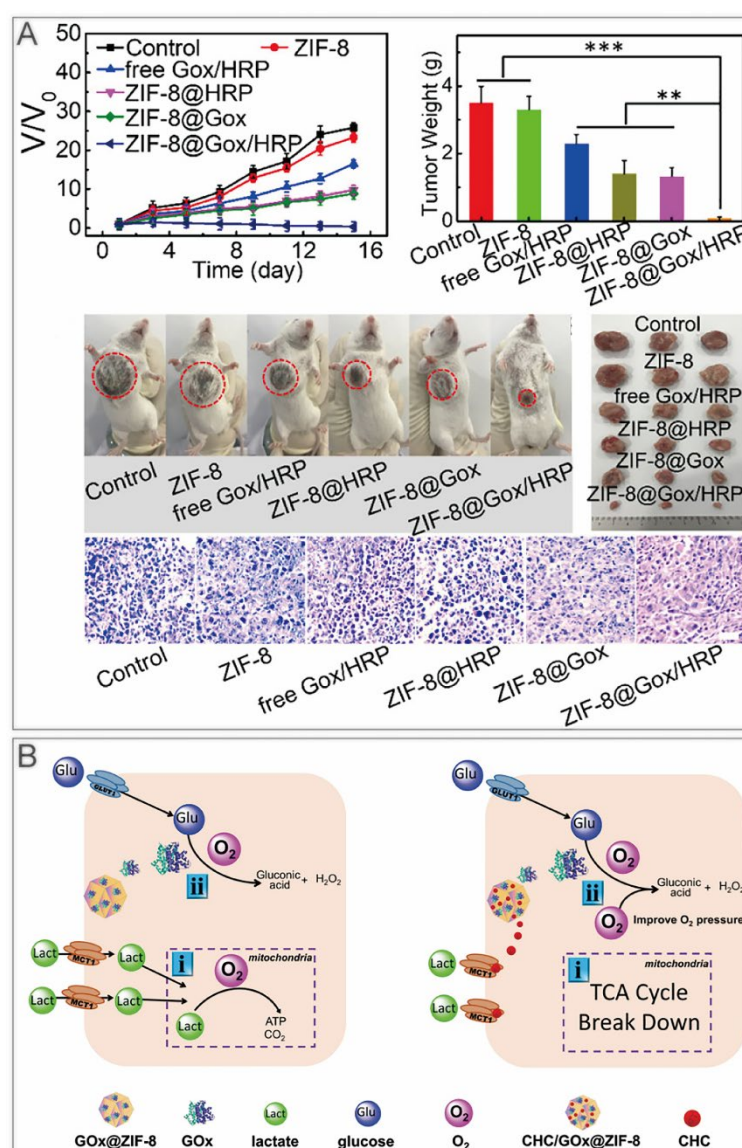 A
50
40
30
20
10
0
V/V0
Control
ZIF-8
free Gox/HRP
ZIF-8@HRP
ZIF-8@Gox
ZIF-8@Gox/HRP
0 4 8 12 16
Time (day)
Tumor Weight (g)
4
2
0
***
**
Control
ZIF-8
free Gox/HRP
ZIF-8@HRP
ZIF-8@Gox
ZIF-8@Gox/HRP
Control
ZIF-8
free Gox/HRP
ZIF-8@HRP
ZIF-8@Gox
ZIF-8@Gox/HRP
Control
ZIF-8
free Gox/HRP
ZIF-8@HRP
ZIF-8@Gox
ZIF-8@Gox/HRP
Control
ZIF-8
free Gox/HRP
ZIF-8@HRP
ZIF-8@Gox
ZIF-8@Gox/HRP
B
Glu
GLUT1
Glu
O2
ii
Gluconic
acid + H2O2
Lact MCT1 Lact
Lact MCT1 Lact
i
mitochondria
O2
Lact
ATP
CO2
Glu
GLUT1
Glu
O2
ii
Gluconic
acid + H2O2
O2
Improve O2 pressure
Lact MCT1
Lact MCT1
i
mitochondria
TCA Cycle
Break Down
Lact
Glu
O2
GOx@ZIF-8 GOx lactate glucose O2 CHC/GOx@ZIF-8 CHC